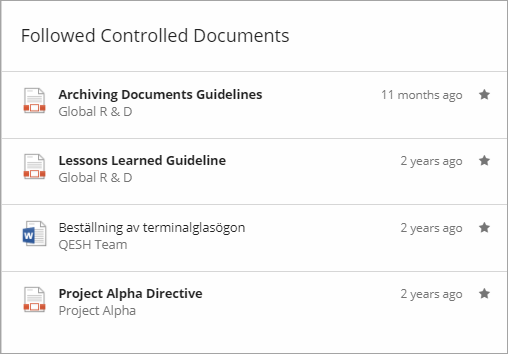 Followed Controlled Documents
Archiving Documents Guidelines 11 months ago
Global R & D
Lessons Learned Guideline 2 years ago
Global R & D
Beställning av terminalglasögon 2 years ago
QESH Team
Project Alpha Directive 2 years ago
Project Alpha